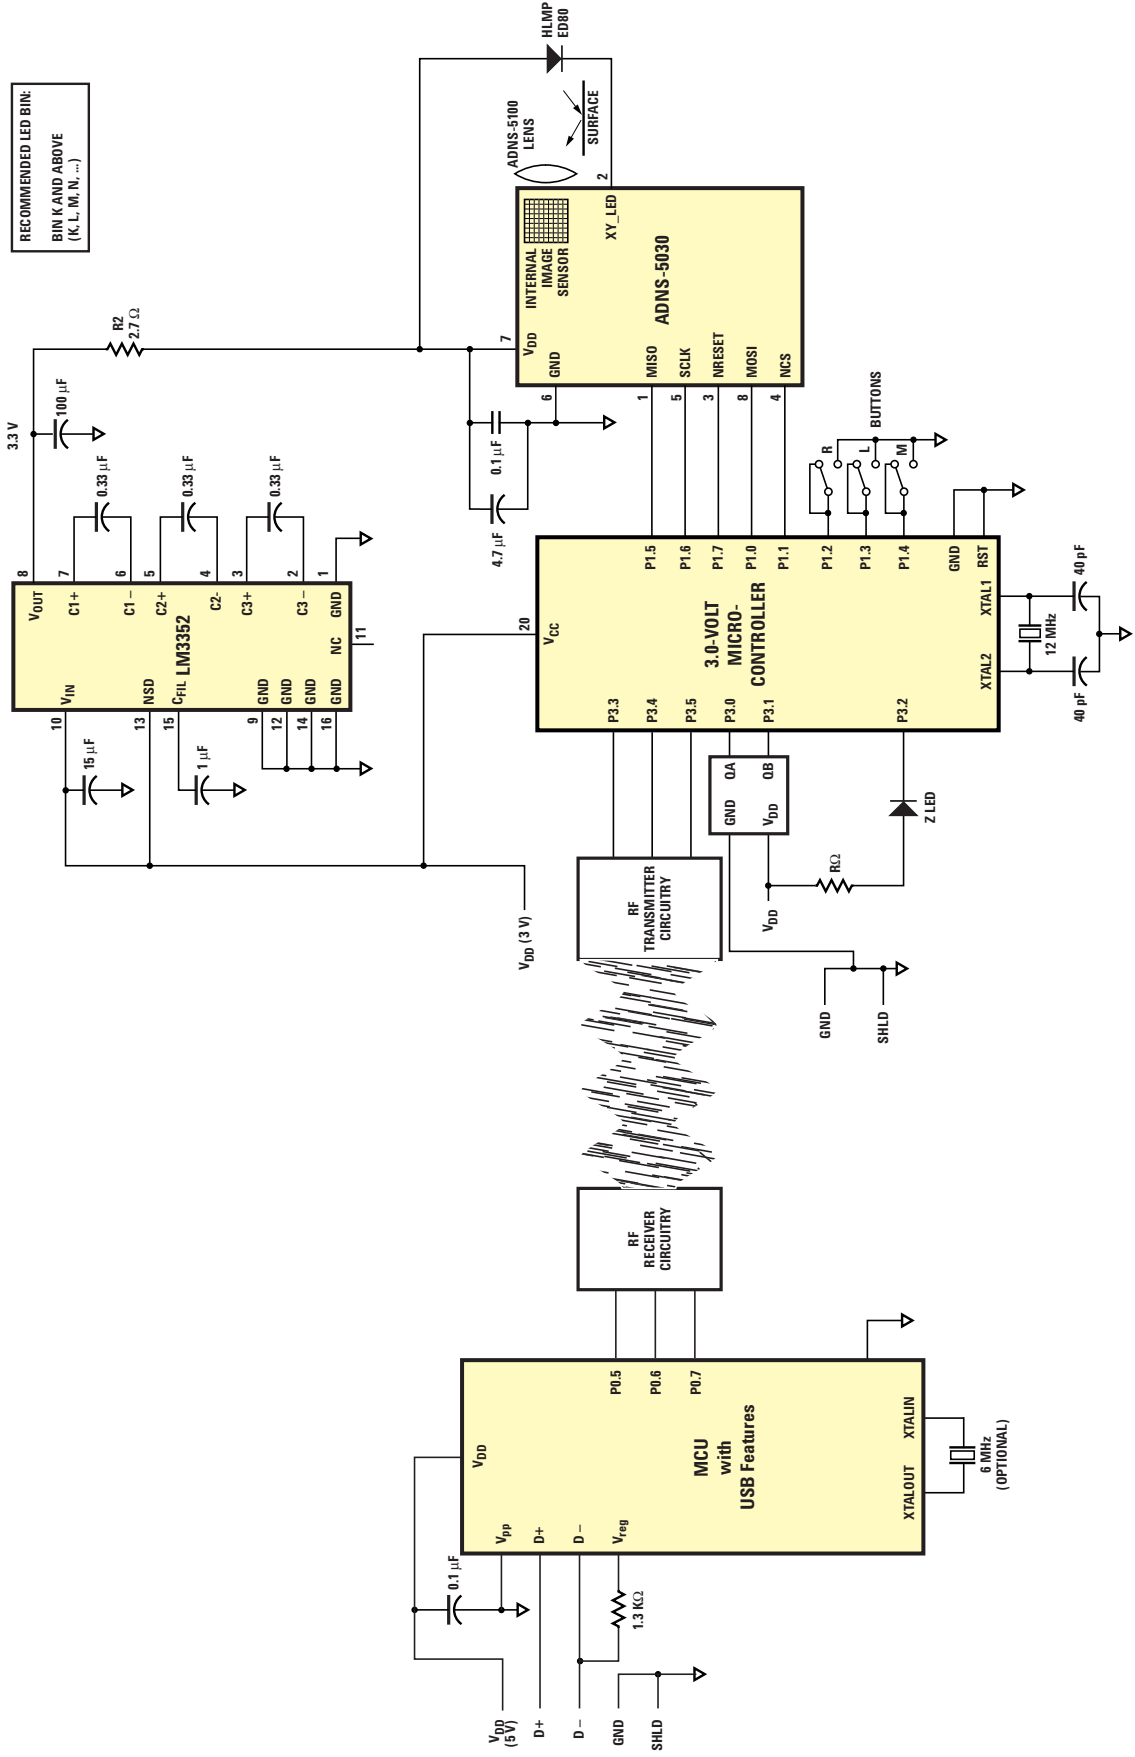 RECOMMENDED LED BIN:
BIN K AND ABOVE
(K, L, M, N, ...)
HLMP
ED80
ADNS-5100
LENS
SURFACE
2
XY_LED
INTERNAL
IMAGE
SENSOR
ADNS-5030
7
VDD
GND
6
MISO
SCLK
NRESET
MOSI
NCS
1
5
3
8
4
R2
2.7 Ω
3.3 V
100 µF
0.33 µF
0.33 µF
0.33 µF
0.1 µF
4.7 µF
8
7
6
5
4
3
2
1
VOUT
C1+
C1−
C2+
C2-
C3+
C3−
GND
LM3352
NC
11
VIN
NSD
CFIL
GND
GND
GND
GND
10
13
15
9
12
14
16
15 µF
1 µF
VDD (3 V)
20
VCC
3.0-VOLT
MICRO-
CONTROLLER
P1.5
P1.6
P1.7
P1.0
P1.1
P1.2
P1.3
P1.4
GND
RST
BUTTONS
R
L
M
XTAL1
XTAL2
12 MHz
40 pF
40 pF
P3.3
P3.4
P3.5
P3.0
P3.1
P3.2
QA
QB
GND
VDD
Z LED
RΩ
VDD
GND
SHLD
RF
TRANSMITTER
CIRCUITRY
RF
RECEIVER
CIRCUITRY
P0.5
P0.6
P0.7
MCU
with
USB Features
VDD
Vpp
D+
D−
Vreg
XTALIN
XTALOUT
6 MHz
(OPTIONAL)
0.1 µF
1.3 KΩ
VDD
(5 V)
D+
D−
GND
SHLD